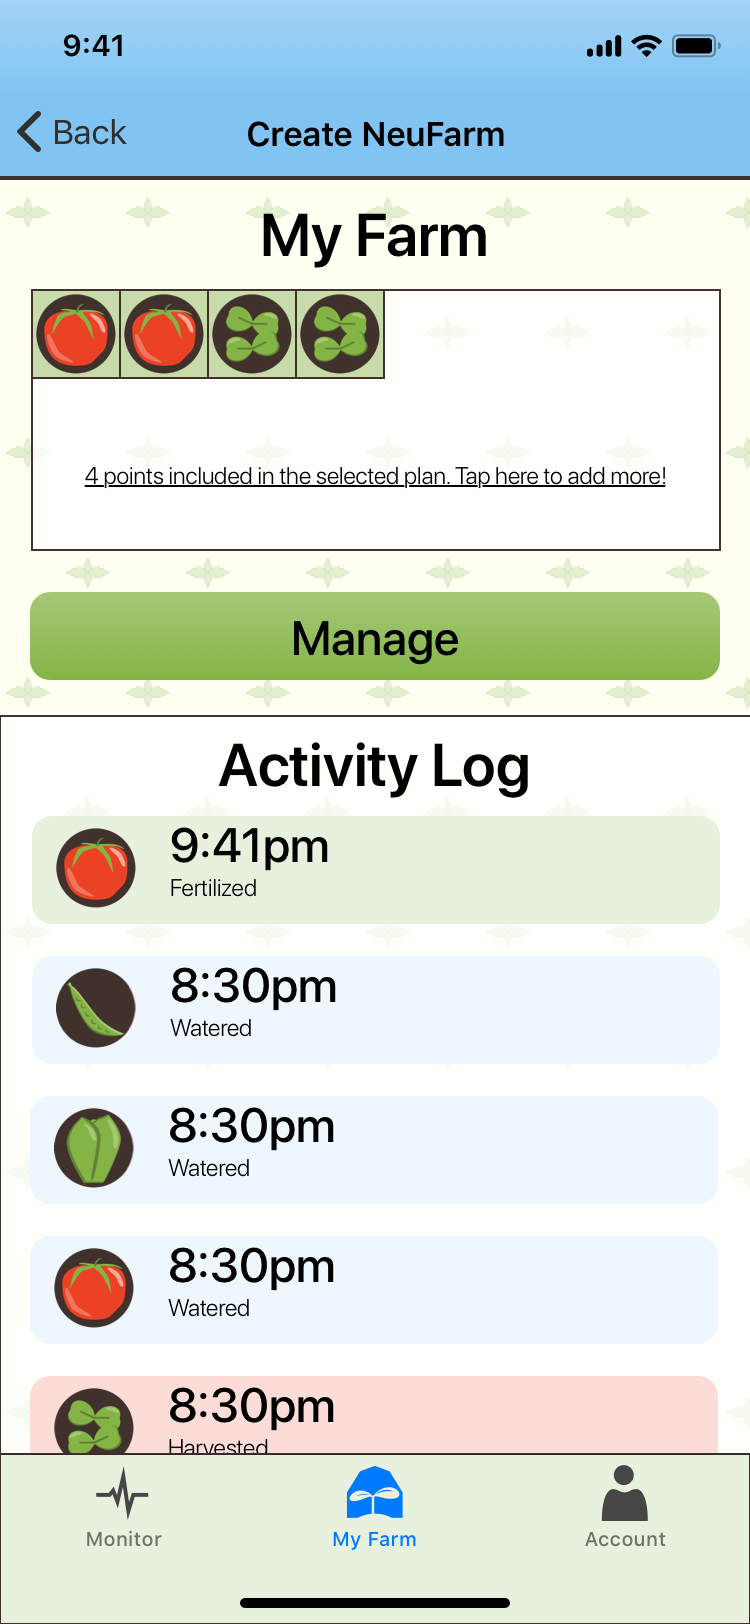 9:41
Back
Create NeuFarm
My Farm
4 points included in the selected plan. Tap here to add more!
Manage
Activity Log
9:41pm
Fertilized
8:30pm
Watered
8:30pm
Watered
8:30pm
Watered
8:30pm
Harvested
Monitor
My Farm
Account